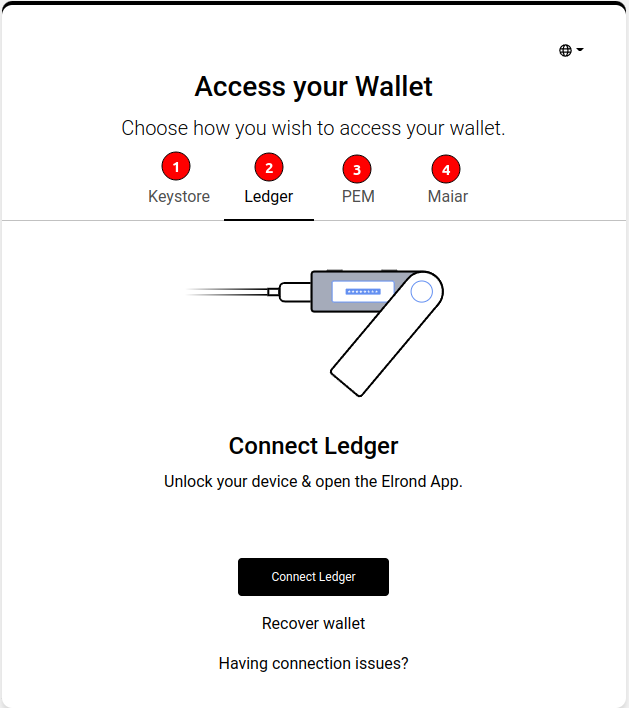 Access your Wallet
Choose how you wish to access your wallet.
1 2 3 4
Keystore Ledger PEM Maiar
Connect Ledger
Unlock your device & open the Elrond App.
Connect Ledger
Recover wallet
Having connection issues?